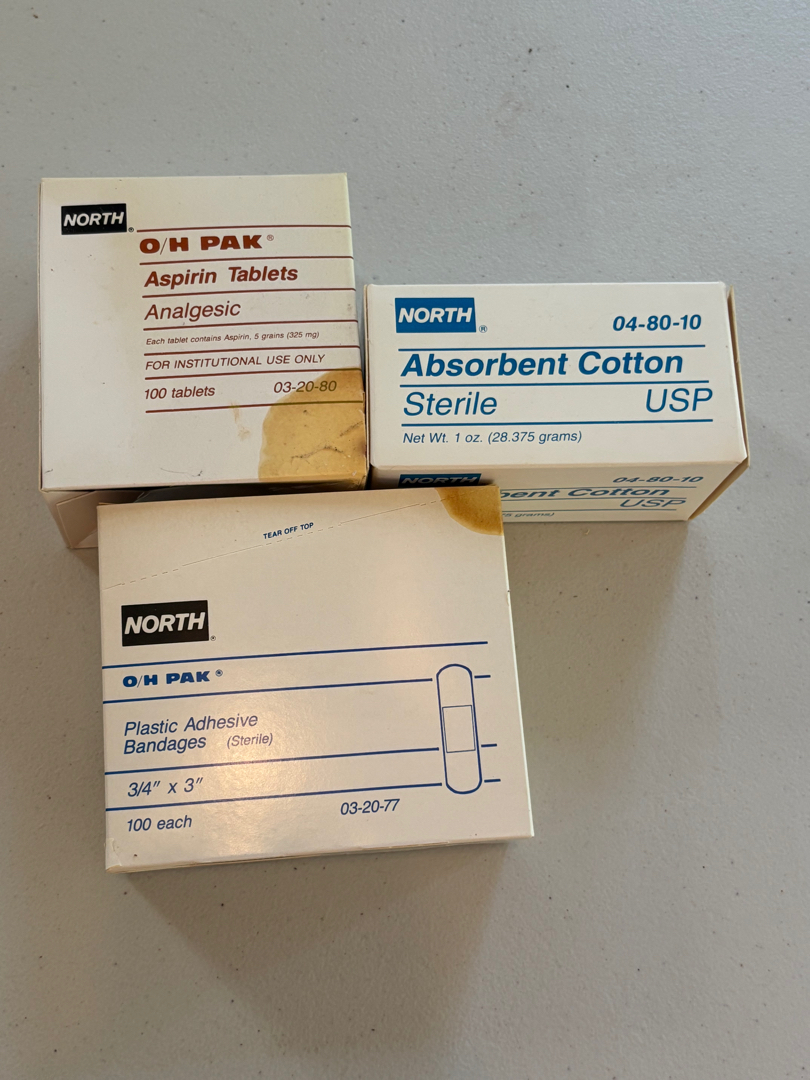 NORTH®
O/H PAK®
Aspirin Tablets
Analgesic
Each tablet contains Aspirin, 5 grains (325 mg)
FOR INSTITUTIONAL USE ONLY
100 tablets 03-20-80
NORTH®
04-80-10
Absorbent Cotton
Sterile USP
Net Wt. 1 oz. (28.375 grams)
NORTH
04-80-10
Cotton
USP
TEAR OFF TOP
NORTH®
O/H PAK®
Plastic Adhesive
Bandages (Sterile)
3/4" x 3"
03-20-77
100 each